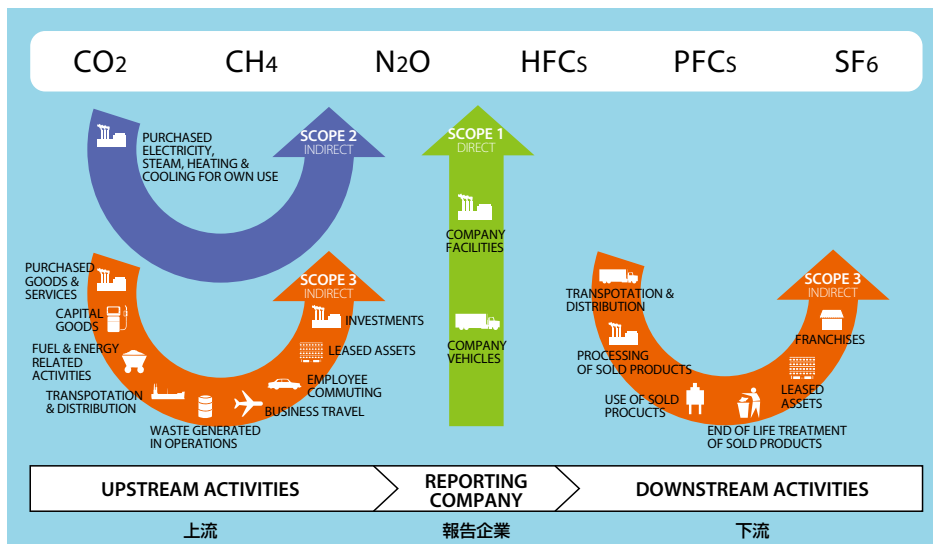 CO2 CH4 N2O HFCs PFCs SF6
PURCHASED
ELECTRICITY,
STEAM, HEATING &
COOLING FOR OWN USE
SCOPE 2
INDIRECT
SCOPE 1
DIRECT
COMPANY
FACILITIES
COMPANY
VEHICLES
PURCHASED
GOODS &
SERVICES
CAPITAL
GOODS
FUEL & ENERGY
RELATED
ACTIVITIES
TRANSPOTATION
& DISTRIBUTION
WASTE GENERATED
IN OPERATIONS
BUSINESS TRAVEL
EMPLOYEE
COMMUTING
LEASED ASSETS
INVESTMENTS
SCOPE 3
INDIRECT
TRANSPOTATION &
DISTRIBUTION
PROCESSING
OF SOLD PRODUCTS
USE OF SOLD
PROCUCTS
END OF LIFE TREATMENT
OF SOLD PRODUCTS
LEASED
ASSETS
FRANCHISES
SCOPE 3
INDIRECT
UPSTREAM ACTIVITIES
REPORTING
COMPANY
DOWNSTREAM ACTIVITIES
上流
報告企業
下流